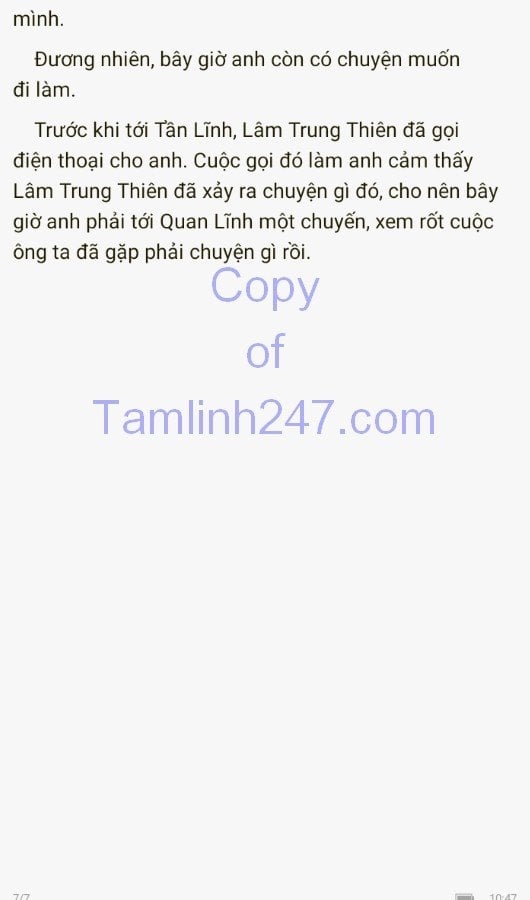 mình.
Đương nhiên, bây giờ anh còn có chuyện muốn
đi làm.
Trước khi tới Tần Lĩnh, Lâm Trung Thiên đã gọi
điện thoại cho anh. Cuộc gọi đó làm anh cảm thấy
Lâm Trung Thiên đã xảy ra chuyện gì đó, cho nên bây
giờ anh phải tới Quan Lĩnh một chuyến, xem rốt cuộc
ông ta đã gặp phải chuyện gì rồi.
Copy
of
Tamlinh247.com
7/7 10:47